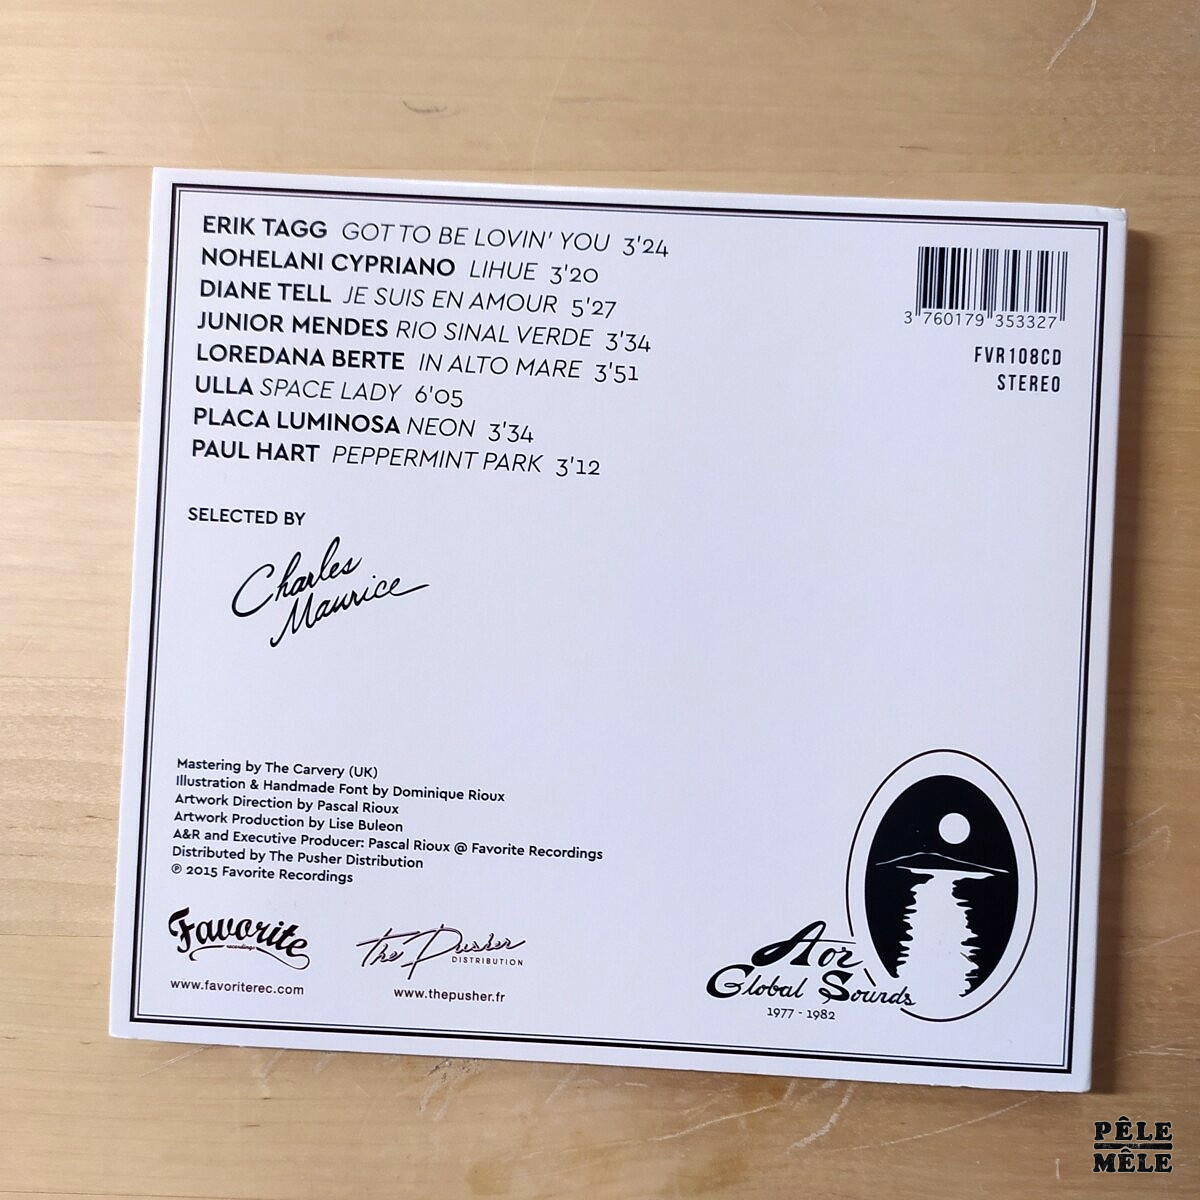 ERIK TAGG GOT TO BE LOVIN' YOU 3'24
NOHELANI CYPRIANO LIHUE 3'20
DIANE TELL JE SUIS EN AMOUR 5'27
JUNIOR MENDES RIO SINAL VERDE 3'34
LOREDANA BERTE IN ALTO MARE 3'51
ULLA SPACE LADY 6'05
PLACA LUMINOSA NEON 3'34
PAUL HART PEPPERMINT PARK 3'12
3 760179 353327
FVR108CD
STEREO
SELECTED BY
Charles
Maurice
Mastering by The Carvery (UK)
Illustration & Handmade Font by Dominique Rioux
Artwork Direction by Pascal Rioux
Artwork Production by Lise Buleon
A&R and Executive Producer: Pascal Rioux @ Favorite Recordings
Distributed by The Pusher Distribution
℗ 2015 Favorite Recordings
Favorite
recordings
www.favoriterec.com
The Pusher
DISTRIBUTION
www.thepusher.fr
Aor
Global Sounds
1977 - 1982
PÊLE
MÊLE